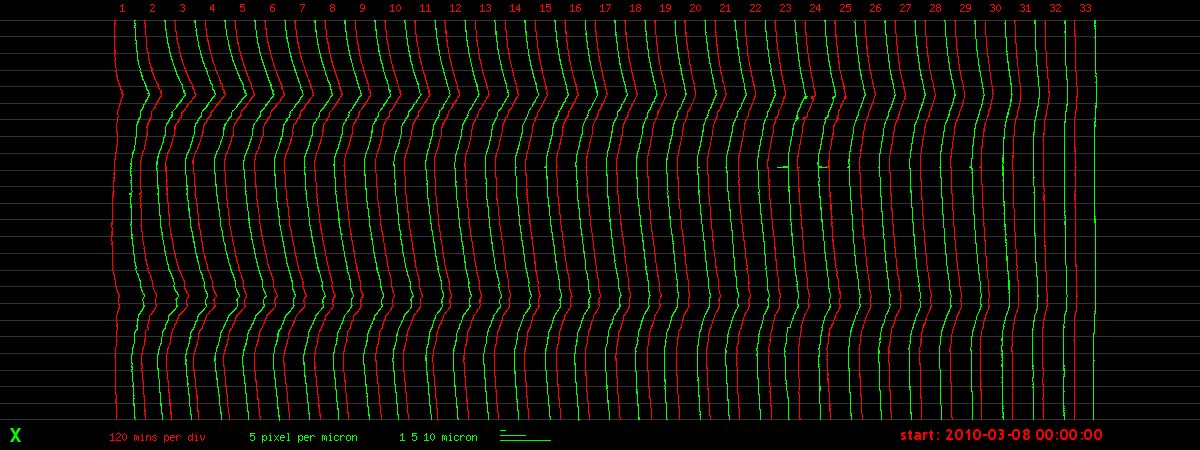 1 2 3 4 5 6 7 8 9 10 11 12 13 14 15 16 17 18 19 20 21 22 23 24 25 26 27 28 29 30 31 32 33
X 120 mins per div 5 pixel per micron 1 5 10 micron start: 2010-03-08 00:00:00